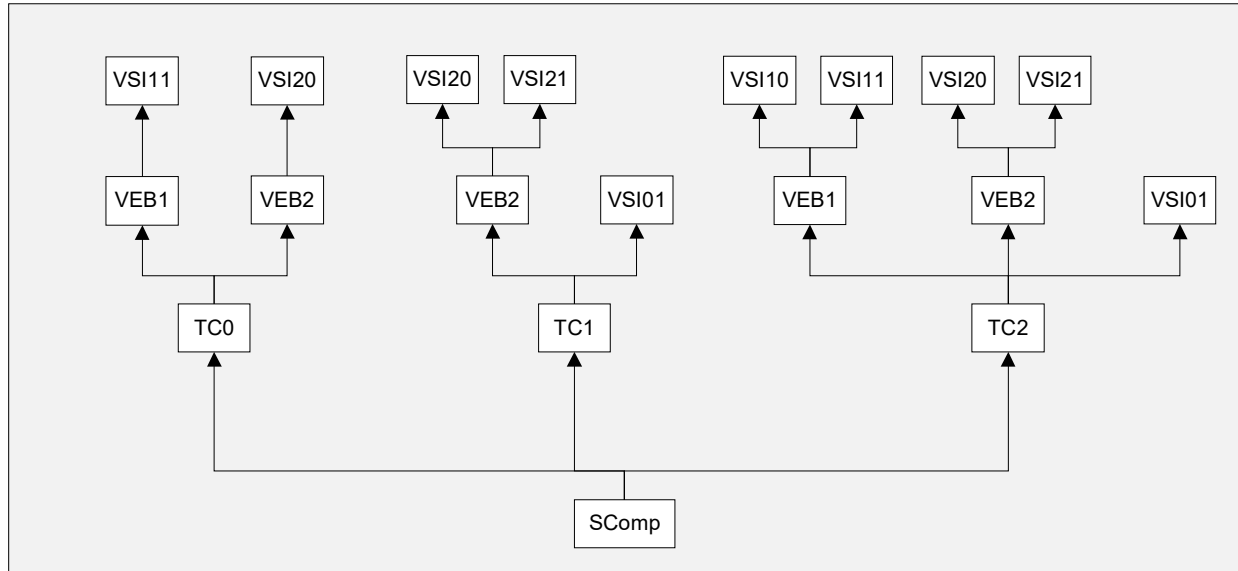 VSI11 VSI20 VSI20 VSI21 VSI10 VSI11 VSI20 VSI21
VEB1 VEB2 VEB2 VSI01 VEB1 VEB2 VSI01
TC0 TC1 TC2
SComp